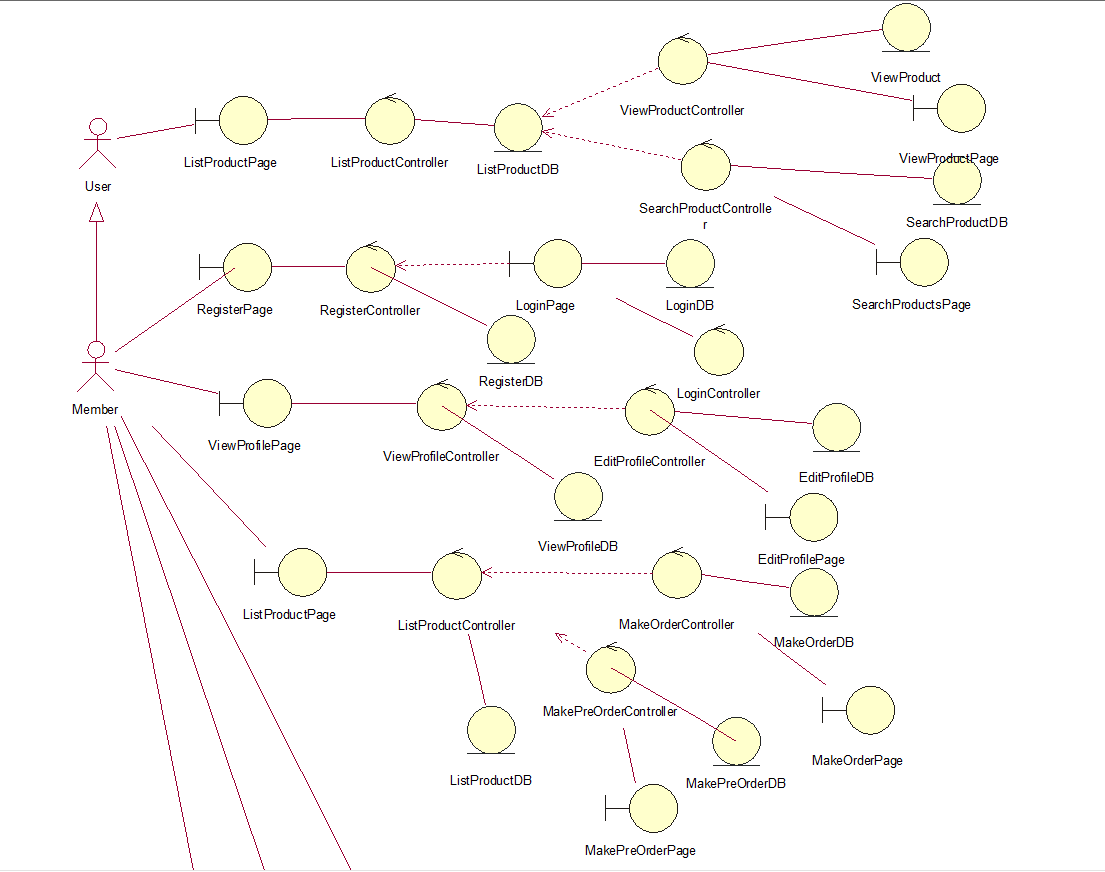 ViewProduct
ViewProductController
ListProductPage
ListProductController
ListProductDB
ViewProductPage
User
SearchProductControlle
r
SearchProductDB
RegisterPage
RegisterController
LoginPage
LoginDB
SearchProductsPage
RegisterDB
LoginController
Member
ViewProfilePage
ViewProfileController
EditProfileController
EditProfileDB
ViewProfileDB
EditProfilePage
ListProductPage
ListProductController
MakeOrderController
MakeOrderDB
MakePreOrderController
MakeOrderPage
ListProductDB
MakePreOrderDB
MakePreOrderPage